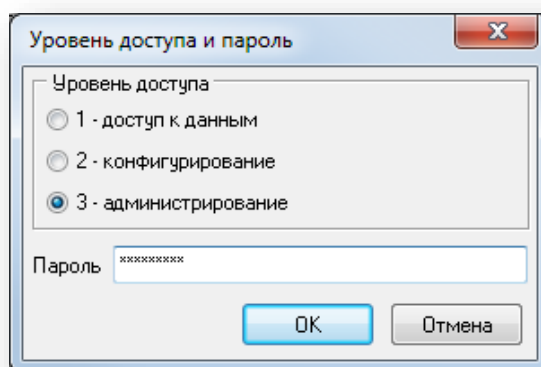 Уровень доступа и пароль
Уровень доступа
1 - доступ к данным
2 - конфигурирование
3 - администрирование
Пароль *********
OK Отмена